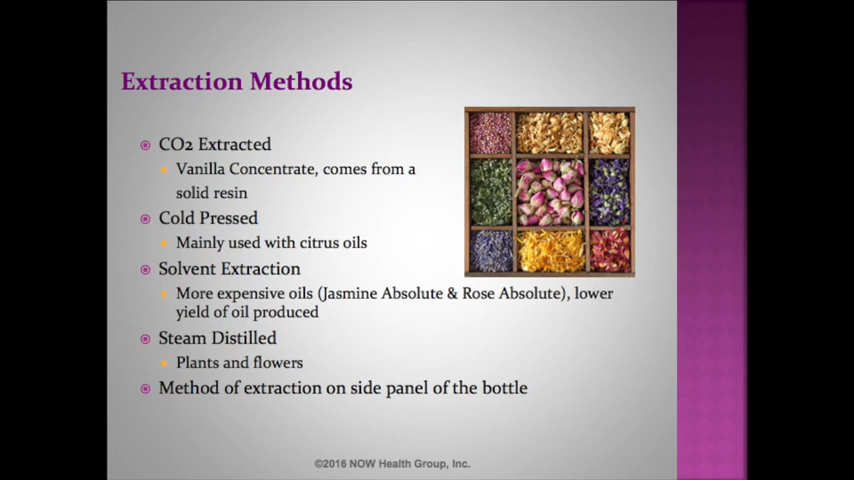 Extraction Methods
CO2 Extracted
Vanilla Concentrate, comes from a
solid resin
Cold Pressed
Mainly used with citrus oils
Solvent Extraction
More expensive oils (Jasmine Absolute & Rose Absolute), lower
yield of oil produced
Steam Distilled
Plants and flowers
Method of extraction on side panel of the bottle
©2016 NOW Health Group, Inc.